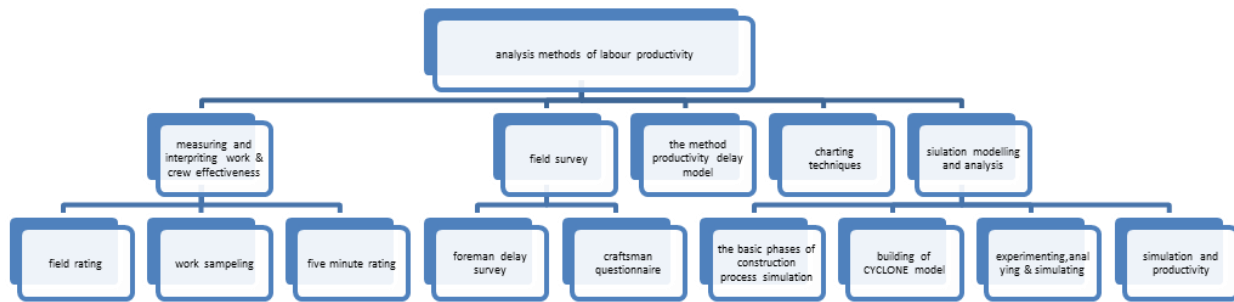 analysis methods of labour productivity
measuring and
interpriting work &
crew effectiveness
field survey
the method
productivity delay
model
charting
techniques
siulation modelling
and analysis
field rating
work sampeling
five minute rating
foreman delay
survey
craftsman
questionnaire
the basic phases of
construction
process simulation
building of
CYCLONE model
experimenting,anal
ying & simulating
simulation and
productivity